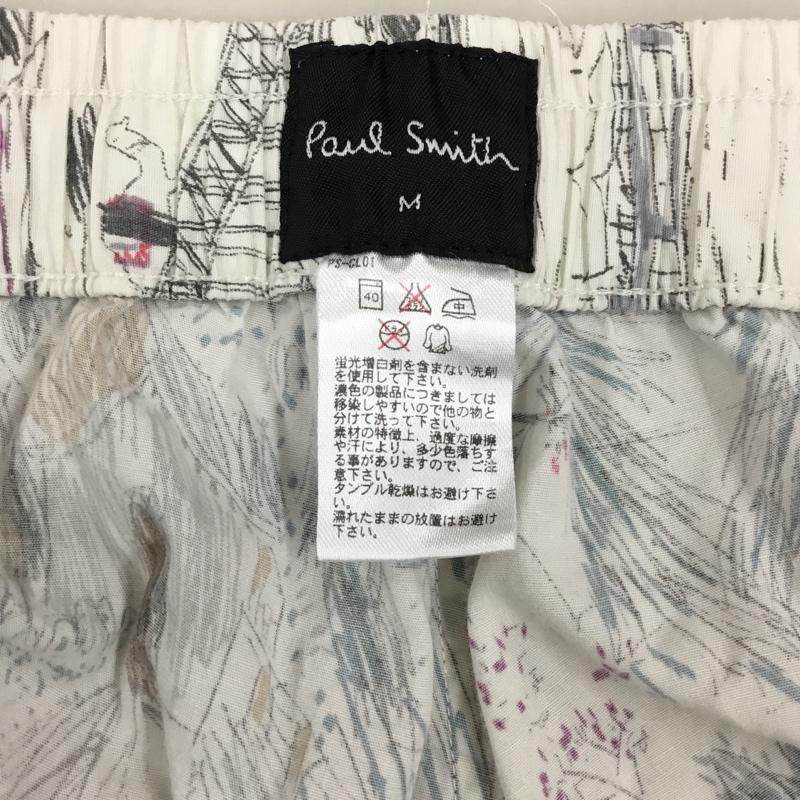 Paul Smith
M
PS-CL01
40
中
蛍光増白剤を含まない洗剤
を使用して下さい。
濃色の製品につきましては
移染しやすいので他の物と
分けて洗って下さい。
素材の特徴上、過度な摩擦
や汗により、多少色落ちす
る事がありますので、ご注
意下さい。
タンブル乾燥はお避け下さ
い。
濡れたままの放置はお避け
下さい。